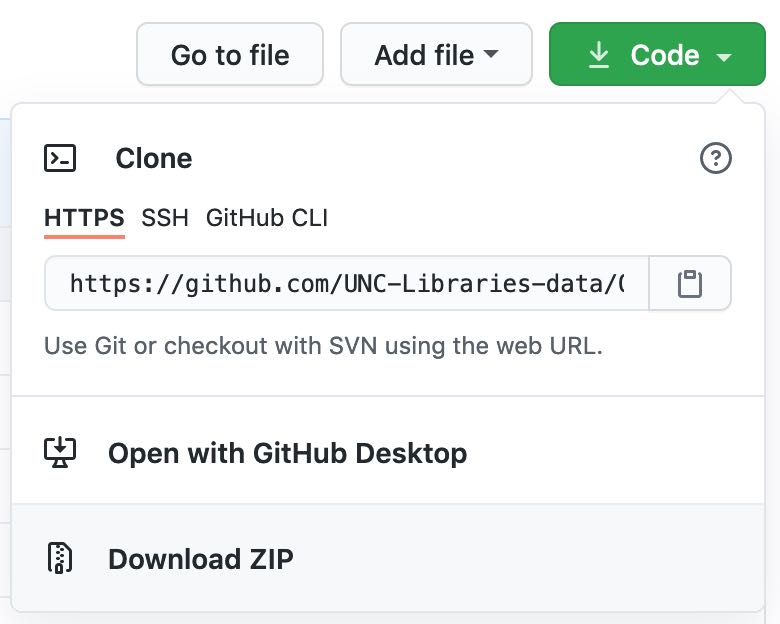 Go to file Add file Code
Clone
HTTPS SSH GitHub CLI
https://github.com/UNC-Libraries-data/
Use Git or checkout with SVN using the web URL.
Open with GitHub Desktop
Download ZIP